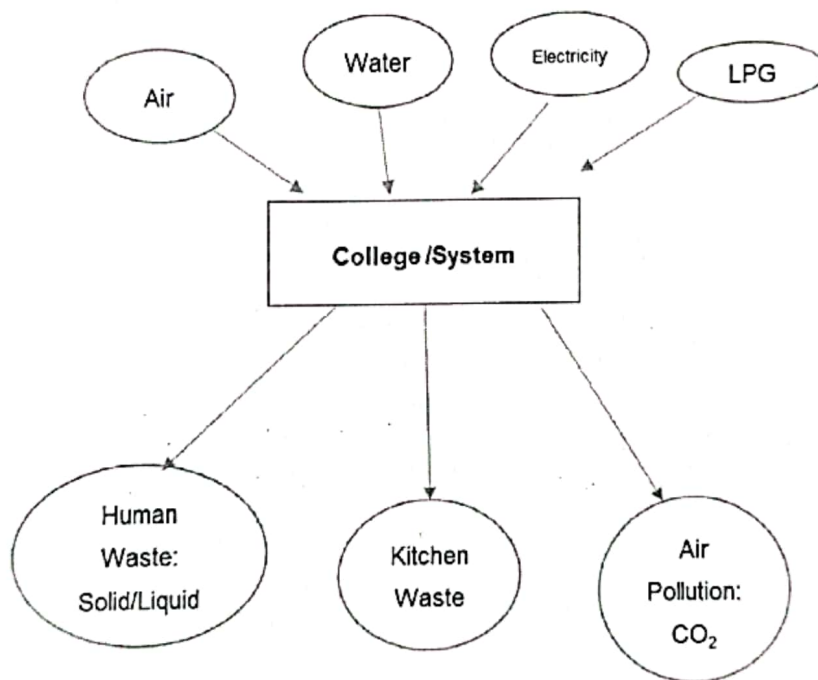 Air
Water
Electricity
LPG
College/System
Human
Waste:
Solid/Liquid
Kitchen
Waste
Air
Pollution:
CO₂